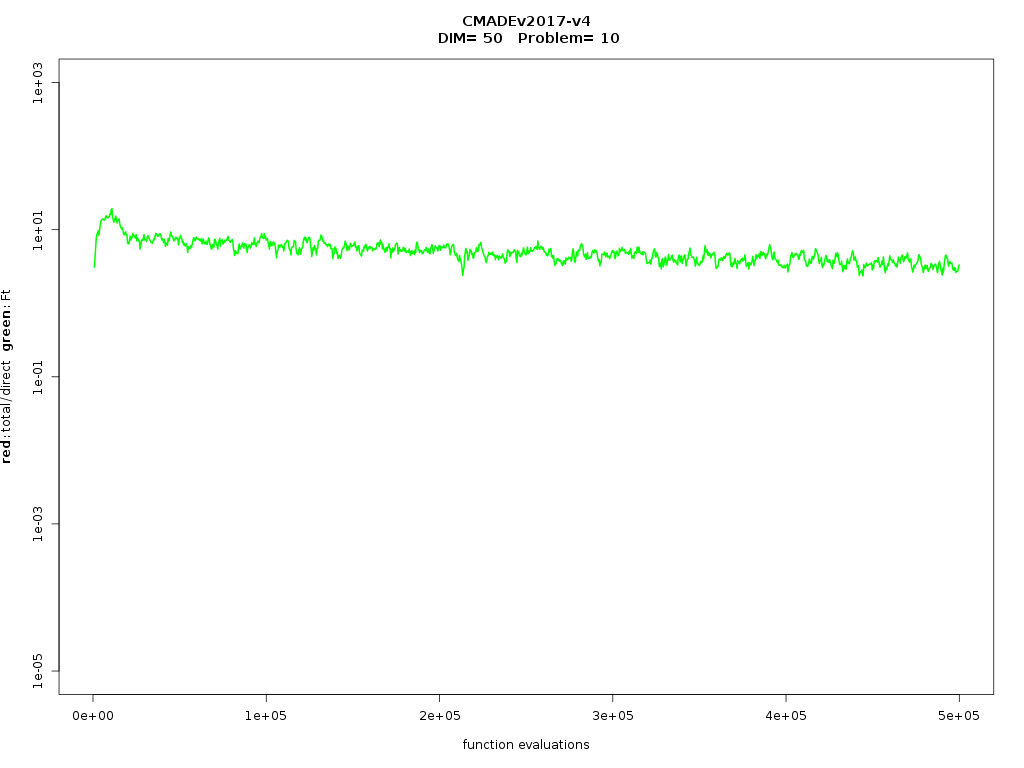 CMADEv2017-v4
DIM= 50 Problem= 10
1e+03
1e+01
1e-01
1e-03
1e-05
red:total/direct green:Ft
0e+00 1e+05 2e+05 3e+05 4e+05 5e+05
function evaluations